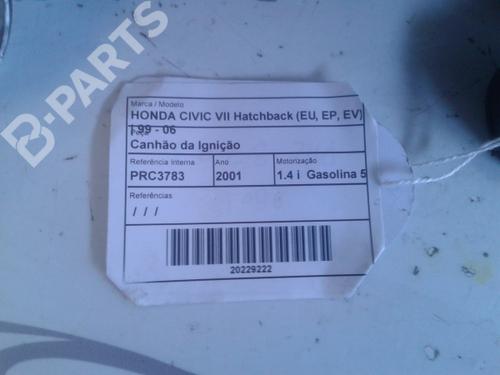 B-PARTS
Marca / Modelo
HONDA CIVIC VII Hatchback (EU, EP, EV)
| 99 - 06
Canhão da Ignição
Referência Interna Ano Motorização
PRC3783 2001 1.4 i Gasolina 5
Referências
/ / /
20229222